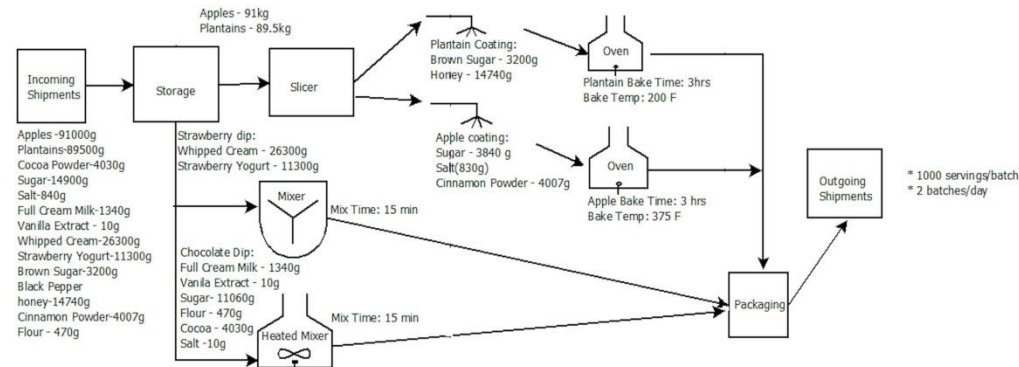 Apples - 91kg
Plantains - 89.5kg
Incoming
Shipments
Storage
Slicer
Plantain Coating:
Brown Sugar - 3200g
Honey - 14740g
Oven
Plantain Bake Time: 3hrs
Bake Temp: 200 F
Apple coating:
Sugar - 3840 g
Salt(830g)
Cinnamon Powder - 4007g
Oven
Apple Bake Time: 3 hrs
Bake Temp: 375 F
Apples -91000g
Plantains-89500g
Cocoa Powder-4030g
Sugar-14900g
Salt-840g
Full Cream Milk-1340g
Vanilla Extract - 10g
Whipped Cream-26300g
Strawberry Yogurt-11300g
Brown Sugar-3200g
Black Pepper
honey-14740g
Cinnamon Powder-4007g
Flour - 470g
Strawberry dip:
Whipped Cream - 26300g
Strawberry Yogurt - 11300g
Mixer
Mix Time: 15 min
Chocolate Dip:
Full Cream Milk - 1340g
Vanila Extract - 10g
Sugar- 11060g
Flour - 470g
Cocoa - 4030g
Salt -10g
Heated Mixer
Mix Time: 15 min
Packaging
Outgoing
Shipments
* 1000 servings/batch
* 2 batches/day